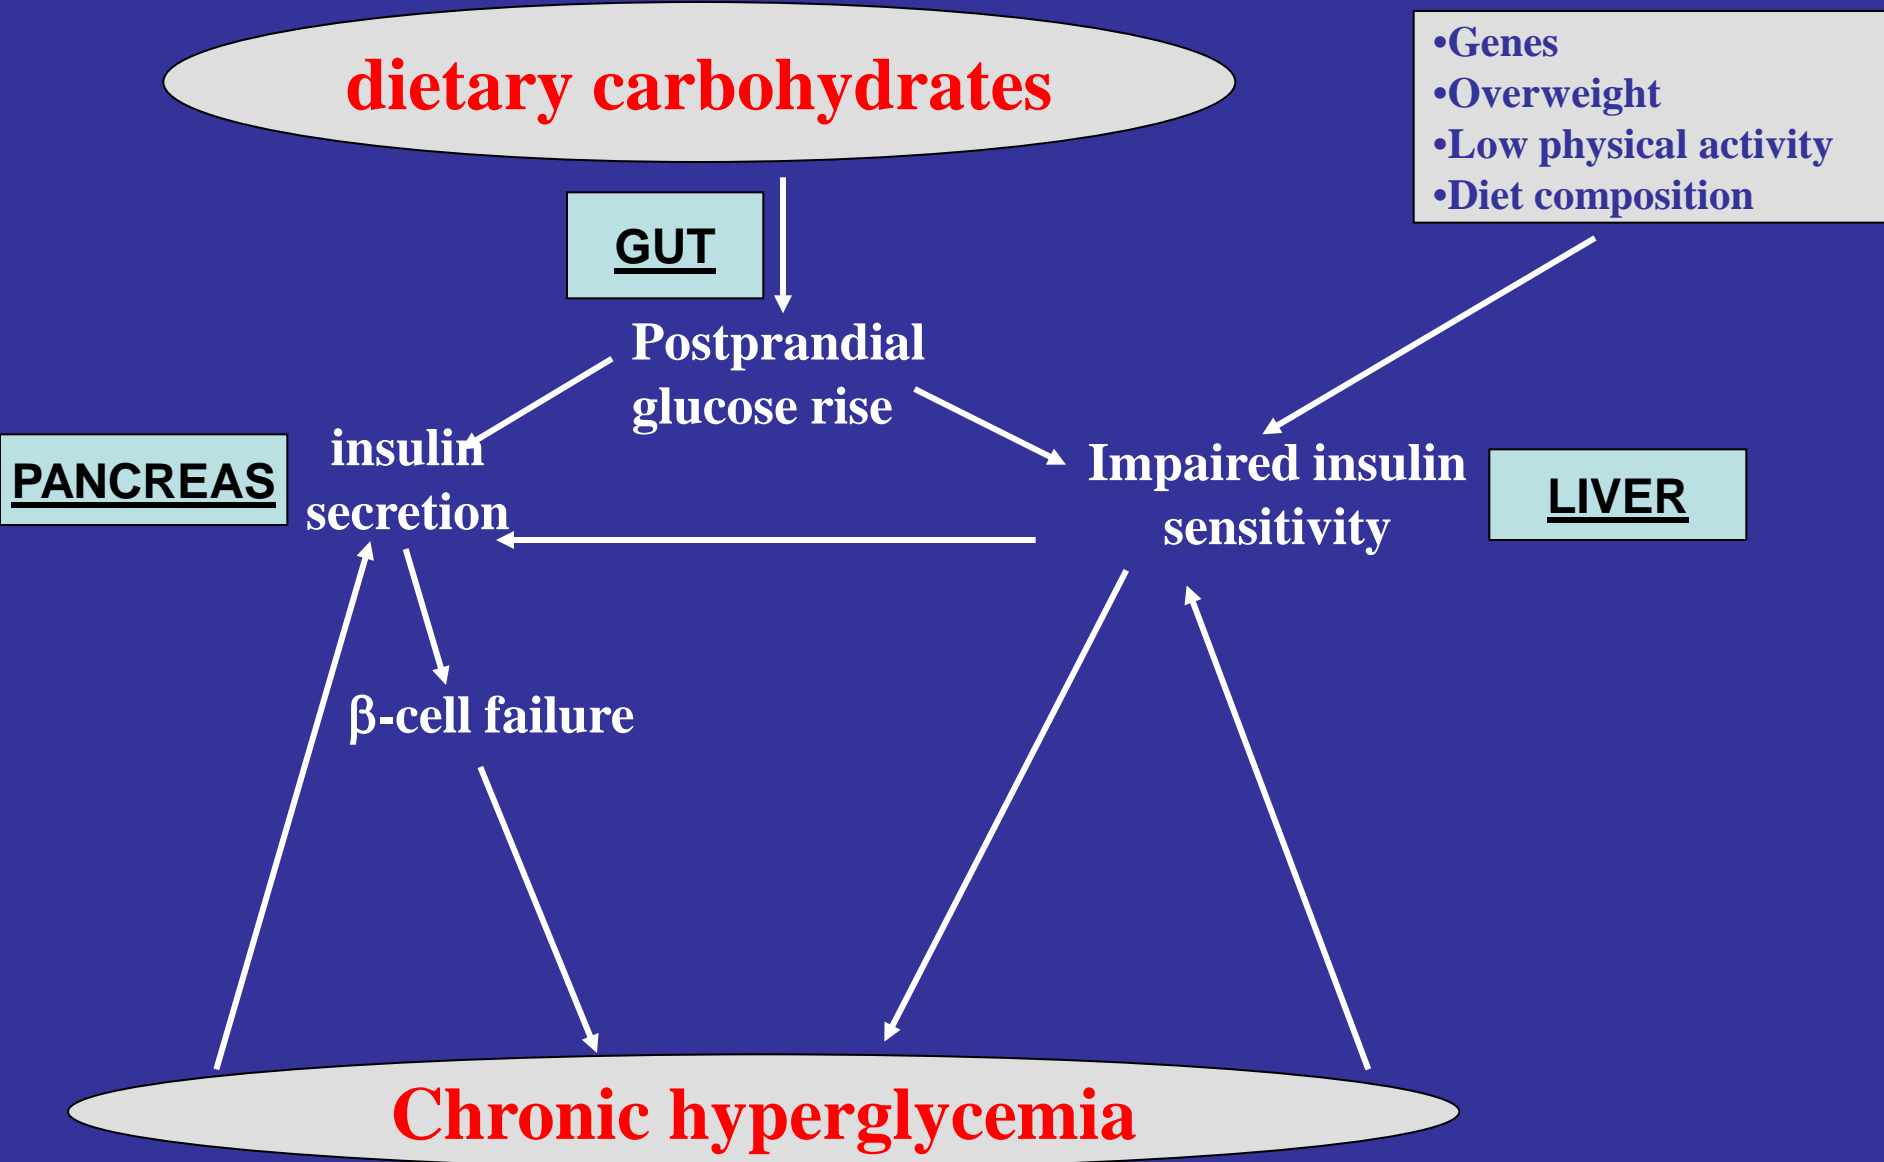 dietary carbohydrates
•Genes
•Overweight
•Low physical activity
•Diet composition
GUT
Postprandial
glucose rise
PANCREAS
insulin
secretion
Impaired insulin
sensitivity
LIVER
β-cell failure
Chronic hyperglycemia